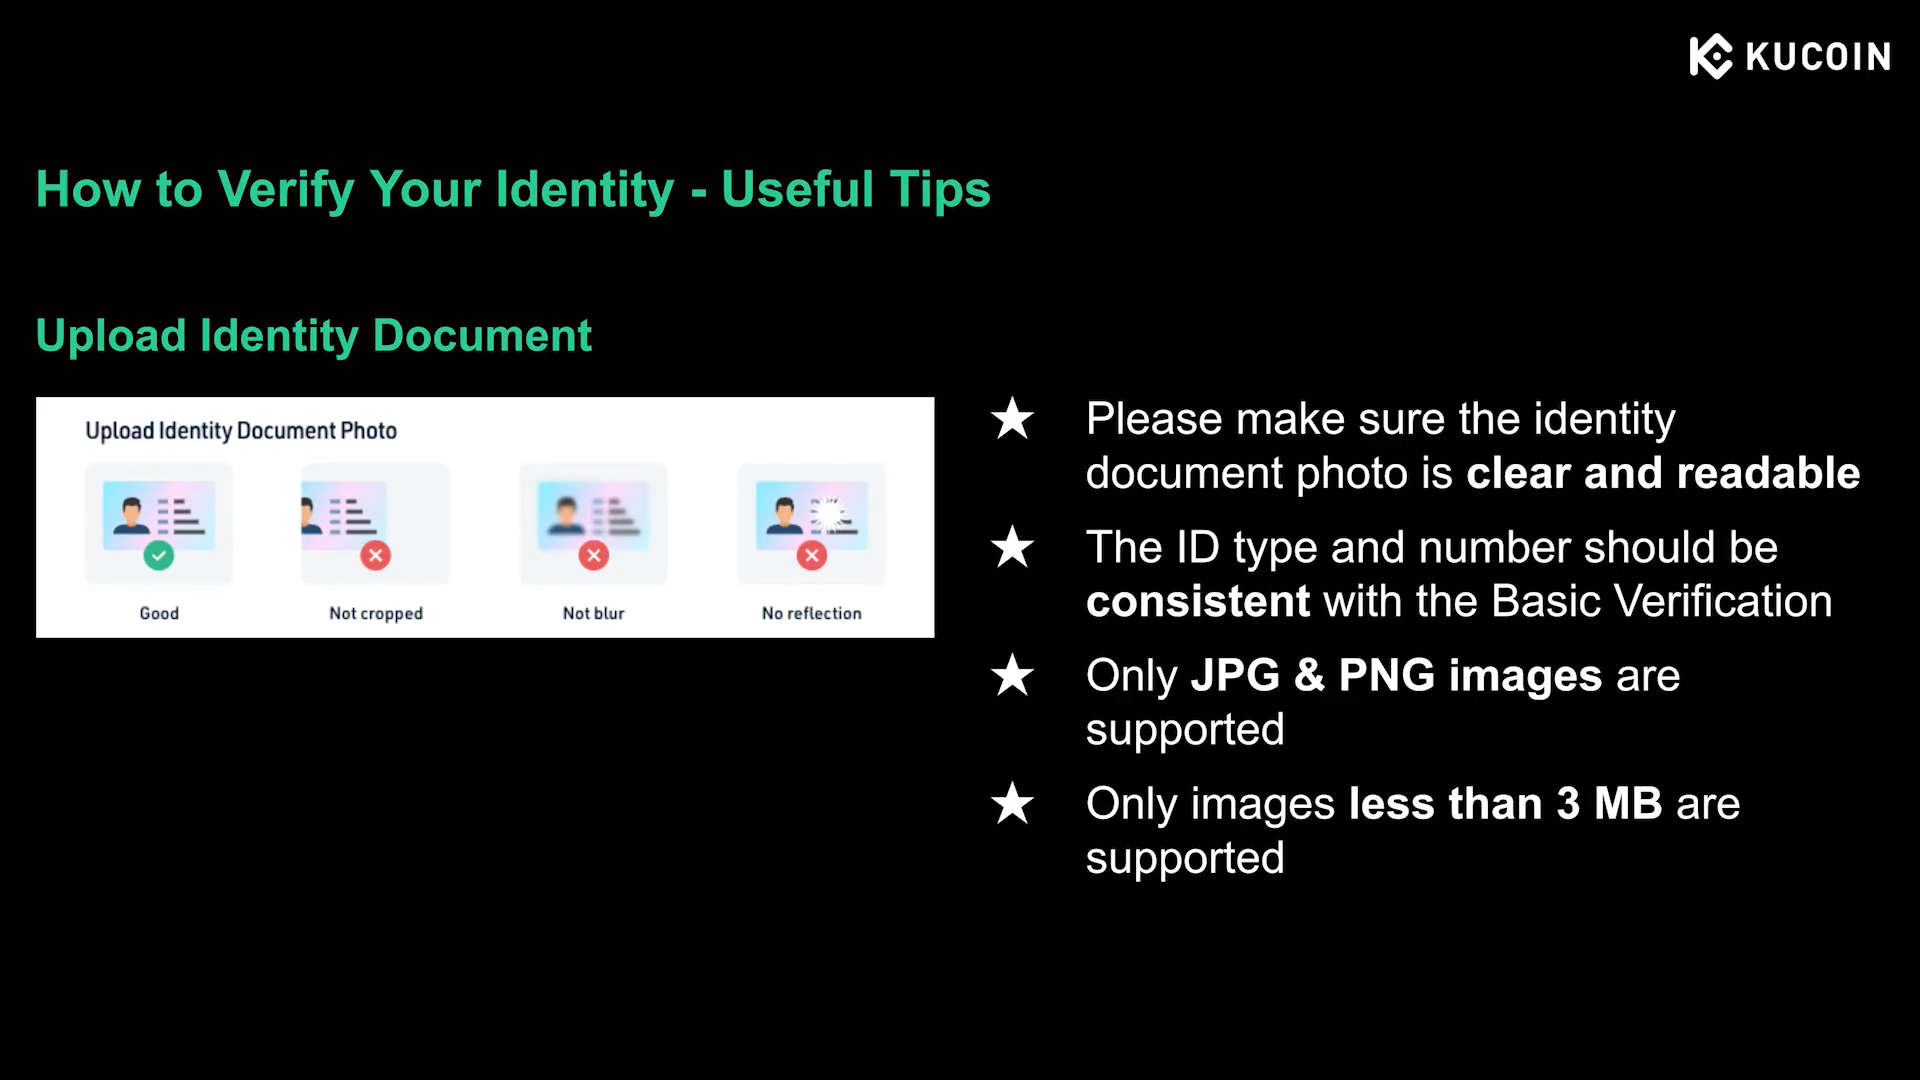 KUCOIN
How to Verify Your Identity - Useful Tips
Upload Identity Document
Upload Identity Document Photo
Good
Not cropped
Not blur
No reflection
Please make sure the identity
document photo is clear and readable
The ID type and number should be
consistent with the Basic Verification
Only JPG & PNG images are
supported
Only images less than 3 MB are
supported